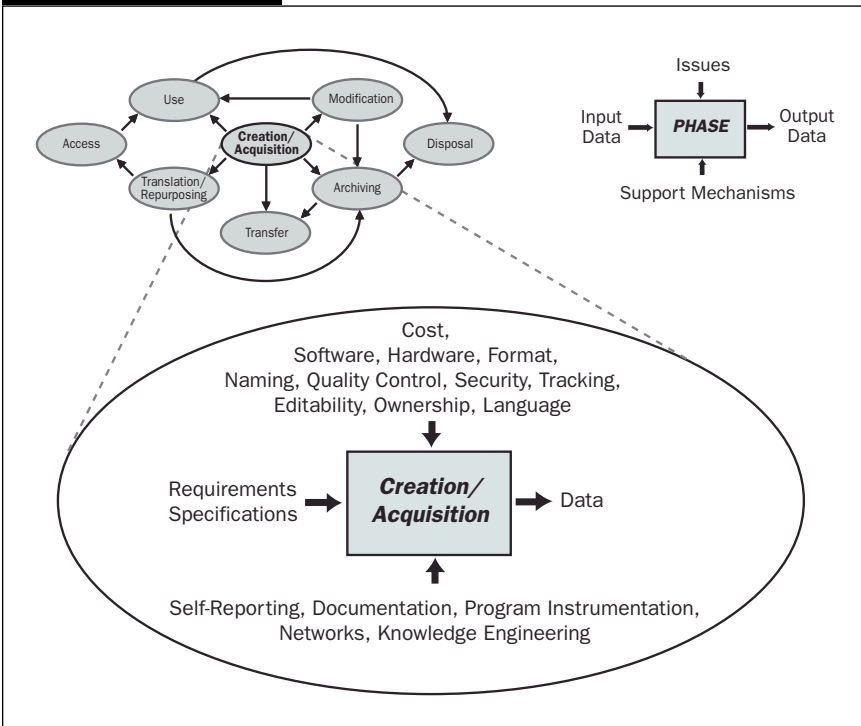 Use
Modification
Access
Creation/
Acquisition
Disposal
Translation/
Repurposing
Archiving
Transfer
Issues
Input
Data
PHASE
Output
Data
Support Mechanisms
Cost,
Software, Hardware, Format,
Naming, Quality Control, Security, Tracking,
Editability, Ownership, Language
Requirements
Specifications
Creation/
Acquisition
Data
Self-Reporting, Documentation, Program Instrumentation,
Networks, Knowledge Engineering